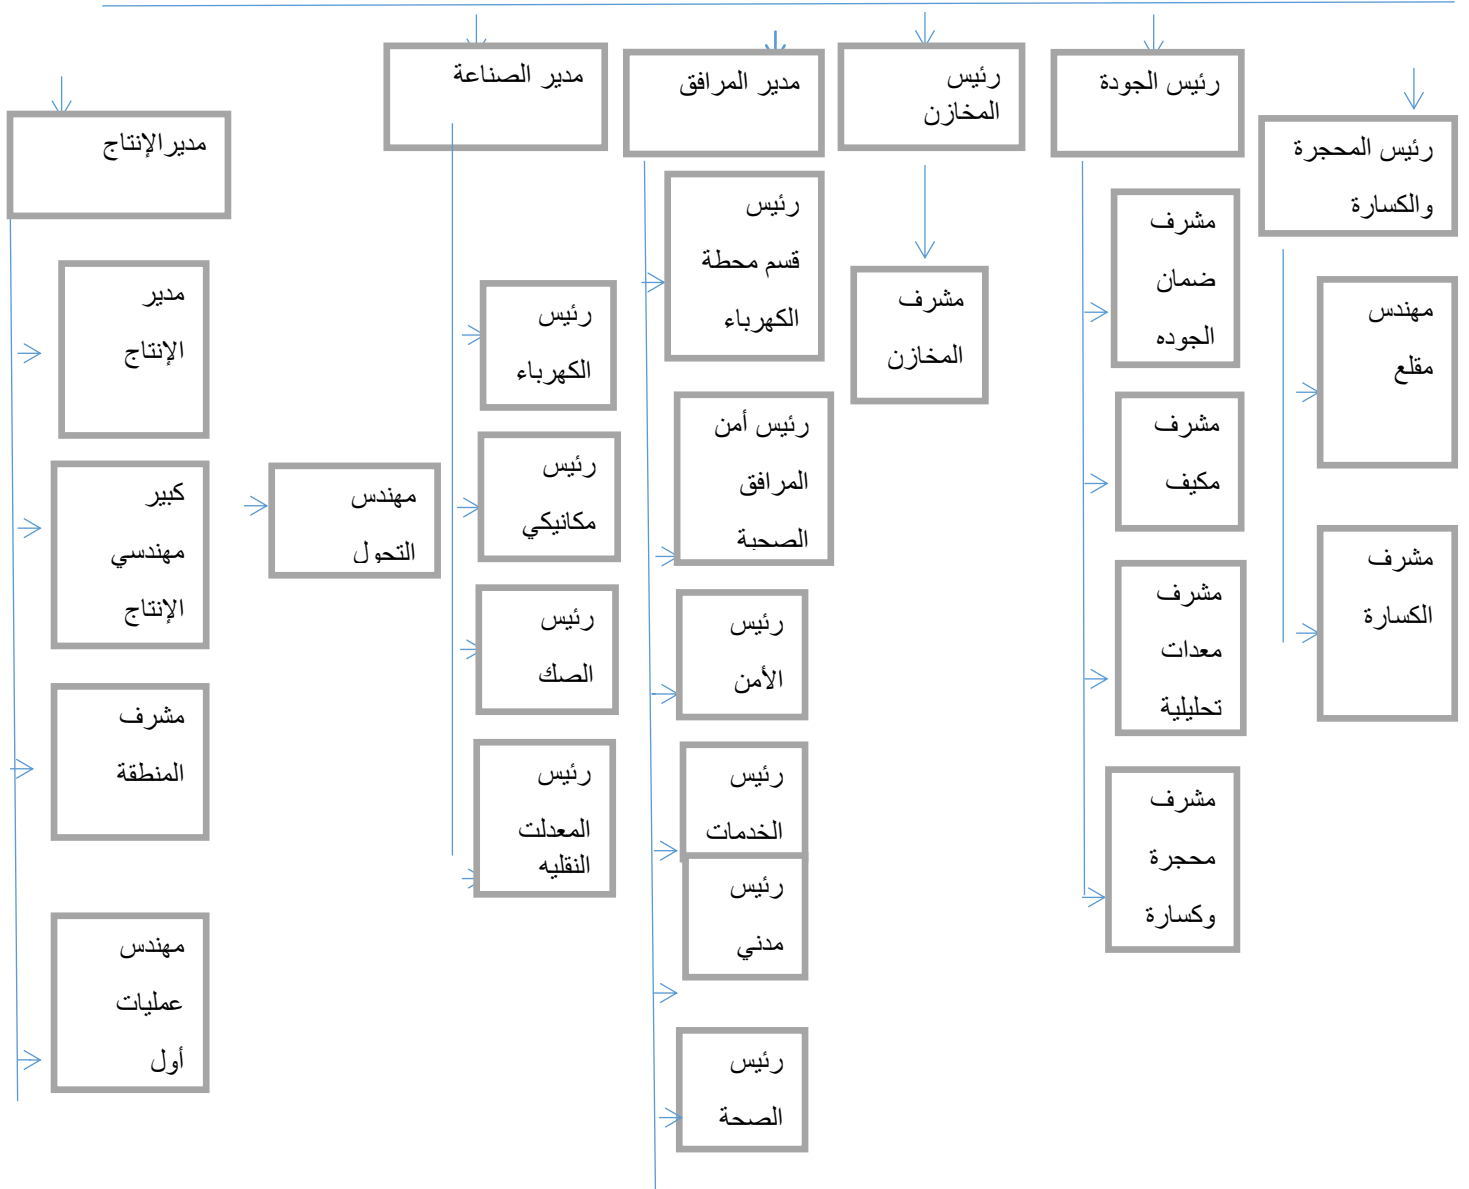 رئيس المحجرة
والكسارة
مهندس
مقلع
مشرف
الكسارة
رئيس الجودة
مشرف
ضمان
الجوده
مشرف
مكيف
مشرف
معدات
تحليلية
مشرف
محجرة
وكسارة
رئيس
المخازن
مشرف
المخازن
مدير المرافق
رئيس
قسم محطة
الكهرباء
رئيس أمن
المرافق
الصحية
رئيس
الأمن
رئيس
الخدمات
رئيس
مدني
رئيس
الصحة
مدير الصناعة
رئيس
الكهرباء
رئيس
مكانيكي
رئيس
الصك
رئيس
المعدلت
النقليه
مهندس
التحول
مديرالإنتاج
مدير
الإنتاج
كبير
مهندسي
الإنتاج
مشرف
المنطقة
مهندس
عمليات
أول